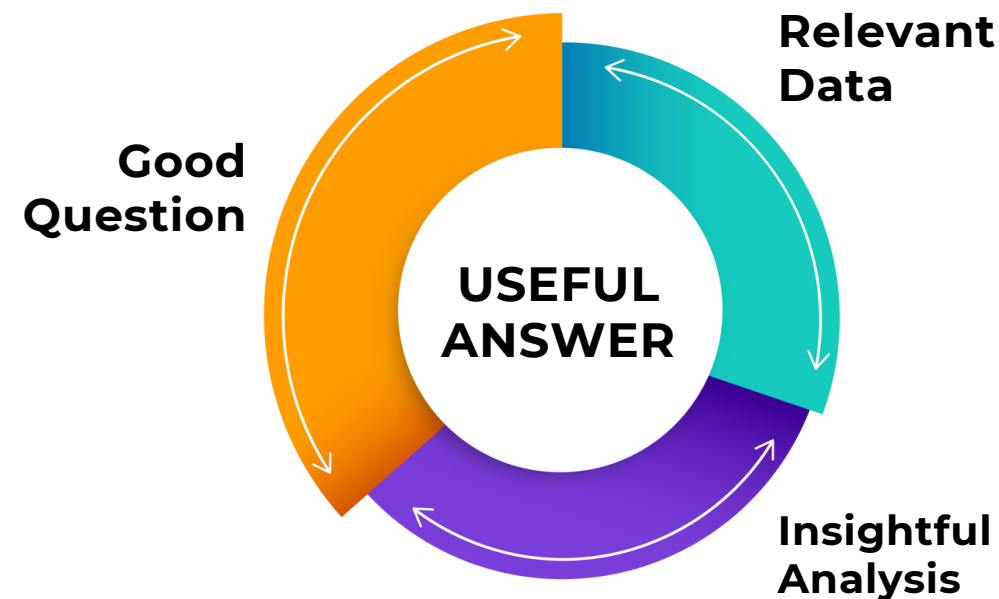 Relevant
Data
Good
Question
USEFUL
ANSWER
Insightful
Analysis